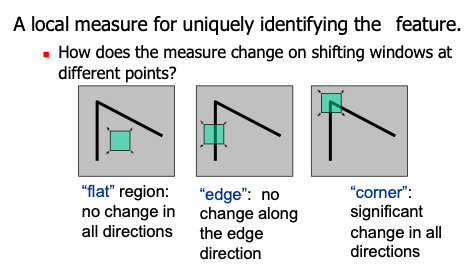 A local measure for uniquely identifying the feature.
How does the measure change on shifting windows at
different points?
“flat” region:
no change in
all directions
“edge”: no
change along
the edge
direction
“corner”:
significant
change in all
directions